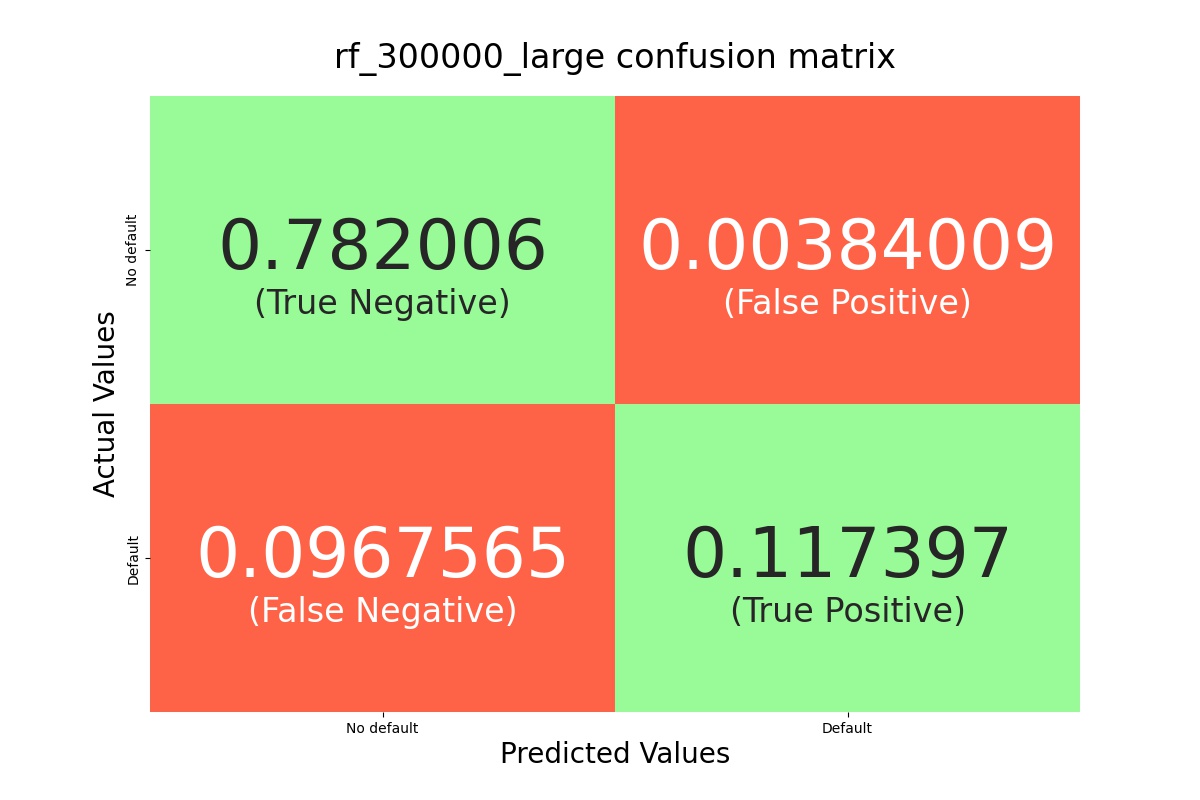 rf_300000_large confusion matrix
Actual Values
No default
0.782006
(True Negative)
0.00384009
(False Positive)
Default
0.0967565
(False Negative)
0.117397
(True Positive)
No default
Default
Predicted Values